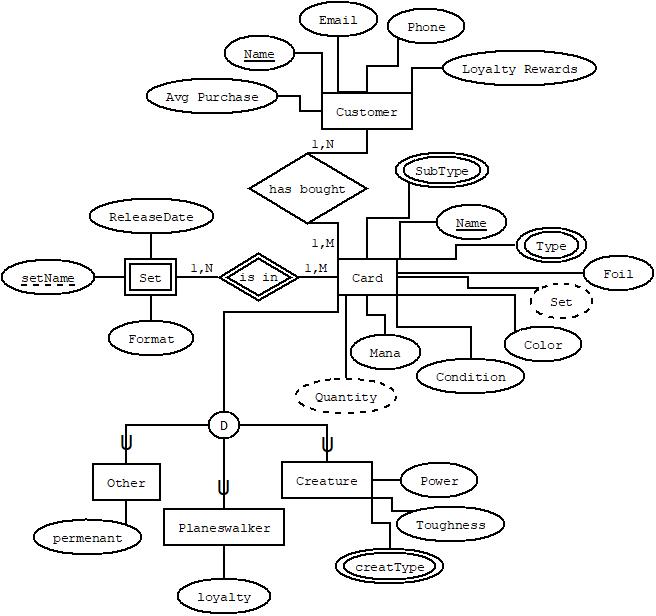 Email
Phone
Name
Loyalty Rewards
Avg Purchase
Customer
1,N
SubType
has bought
ReleaseDate
Name
1,M
Type
1,N
1,M
setName
Set
is in
Card
Foil
Set
Format
Color
Mana
Condition
Quantity
D
Other
Creature
Power
Planeswalker
Toughness
permenant
creatType
loyalty